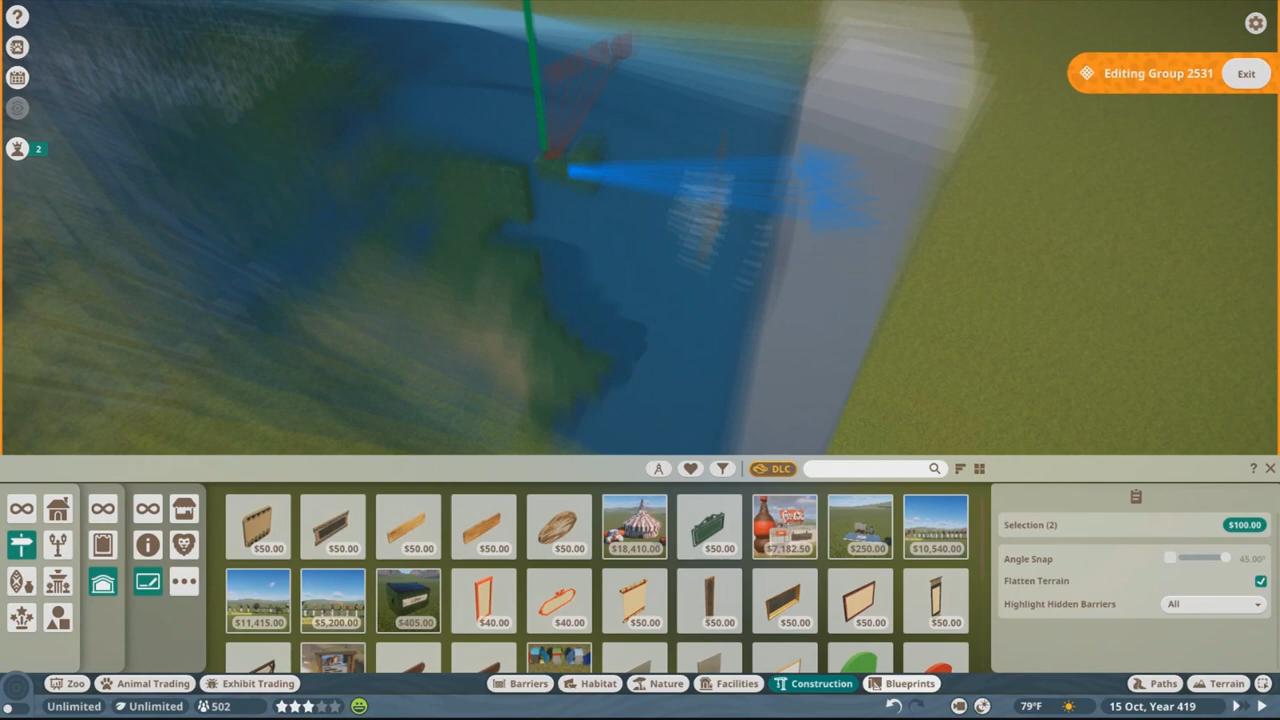 ?
Editing Group 2531 Exit
2
DLC
? X
$50.00 $50.00 $50.00 $50.00 $50.00 $18,410.00 $50.00 $7,182.50 $250.00 $10,540.00
Selection (2) $100.00
Angle Snap 45.00°
Flatten Terrain
Highlight Hidden Barriers All
$11,415.00 $5,200.00 $405.00 $40.00 $40.00 $50.00 $50.00 $50.00 $50.00 $50.00
Zoo Animal Trading Exhibit Trading Barriers Habitat Nature Facilities Construction Blueprints Paths Terrain
Unlimited Unlimited 502 79°F 15 Oct, Year 419